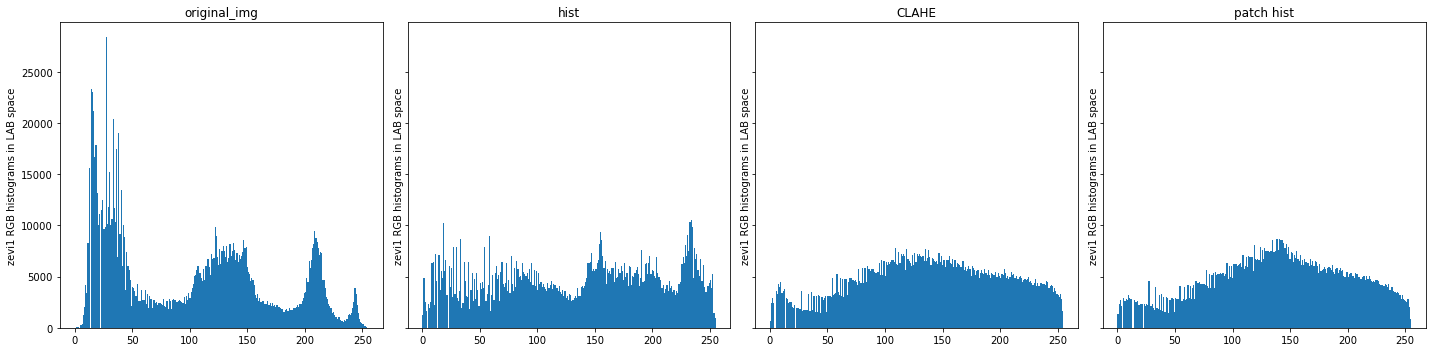 original_img
hist
CLAHE
patch hist
zevi1 RGB histograms in LAB space
25000
20000
15000
10000
5000
0
0 50 100 150 200 250
zevi1 RGB histograms in LAB space
0 50 100 150 200 250
zevi1 RGB histograms in LAB space
0 50 100 150 200 250
zevi1 RGB histograms in LAB space
0 50 100 150 200 250